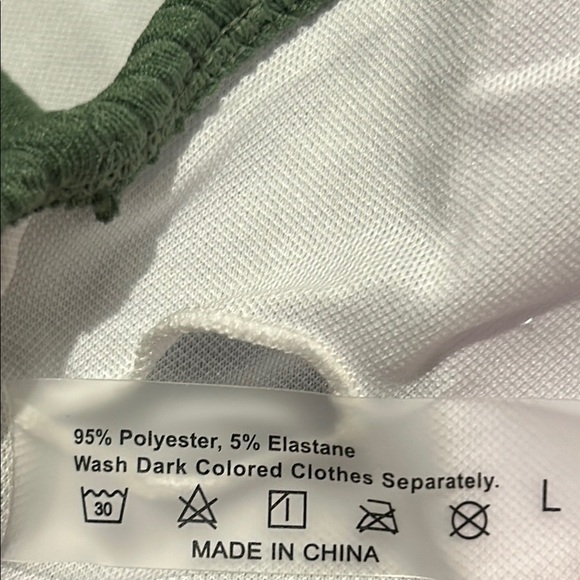 95% Polyester, 5% Elastane
Wash Dark Colored Clothes Separately.
30
L
MADE IN CHINA